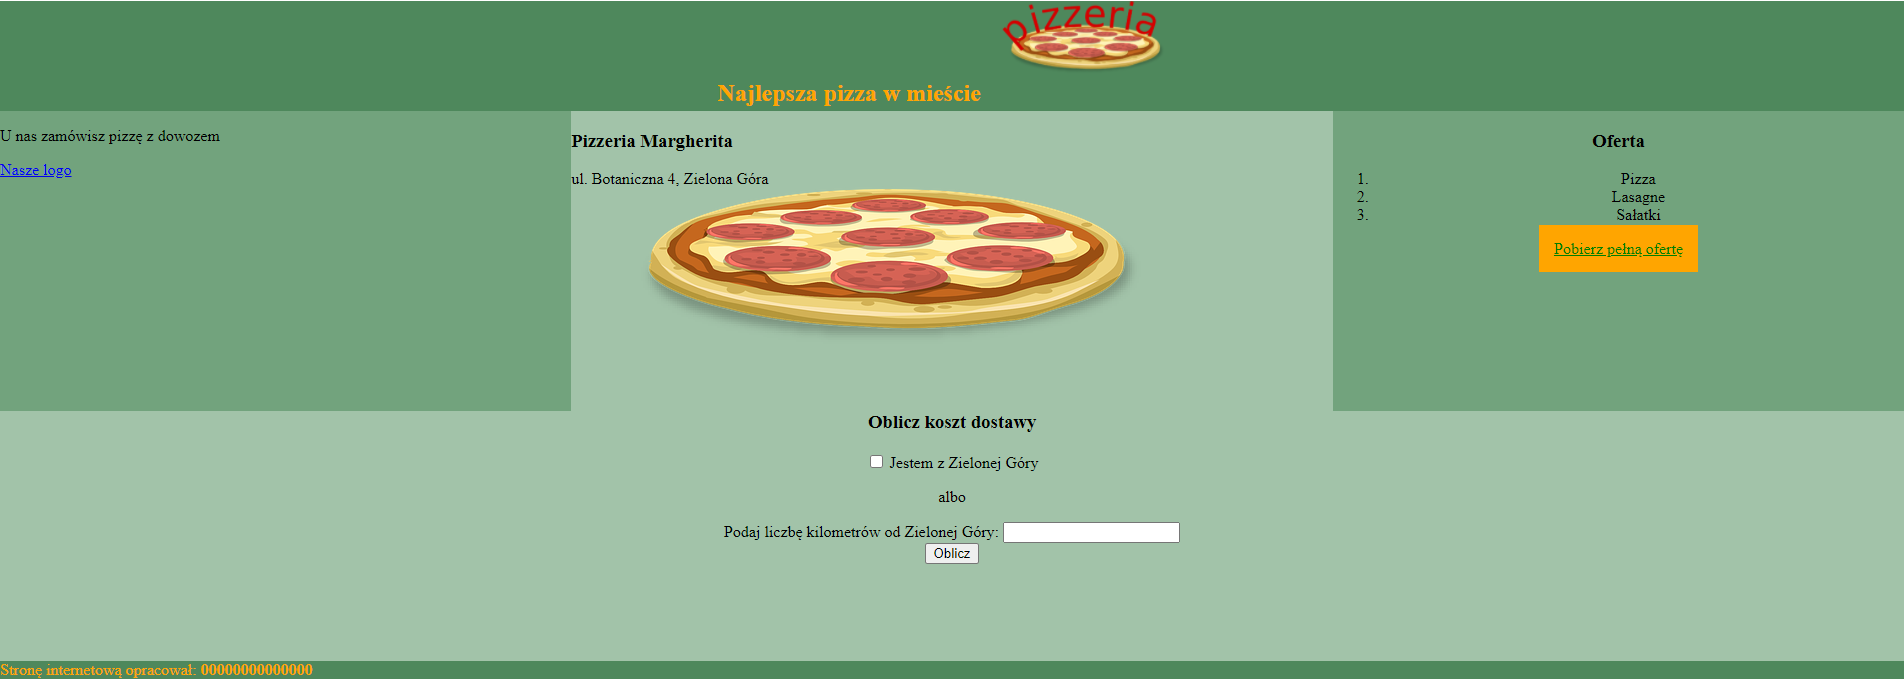 pizzeria
Najlepsza pizza w mieście
U nas zamówisz pizzę z dowozem
Nasze logo
Pizzeria Margherita
ul. Botaniczna 4, Zielona Góra
Oferta
1. Pizza
2. Lasagne
3. Sałatki
Pobierz pełną ofertę
Oblicz koszt dostawy
Jestem z Zielonej Góry
albo
Podaj liczbę kilometrów od Zielonej Góry:
Oblicz
Stronę internetową opracował: 00000000000000